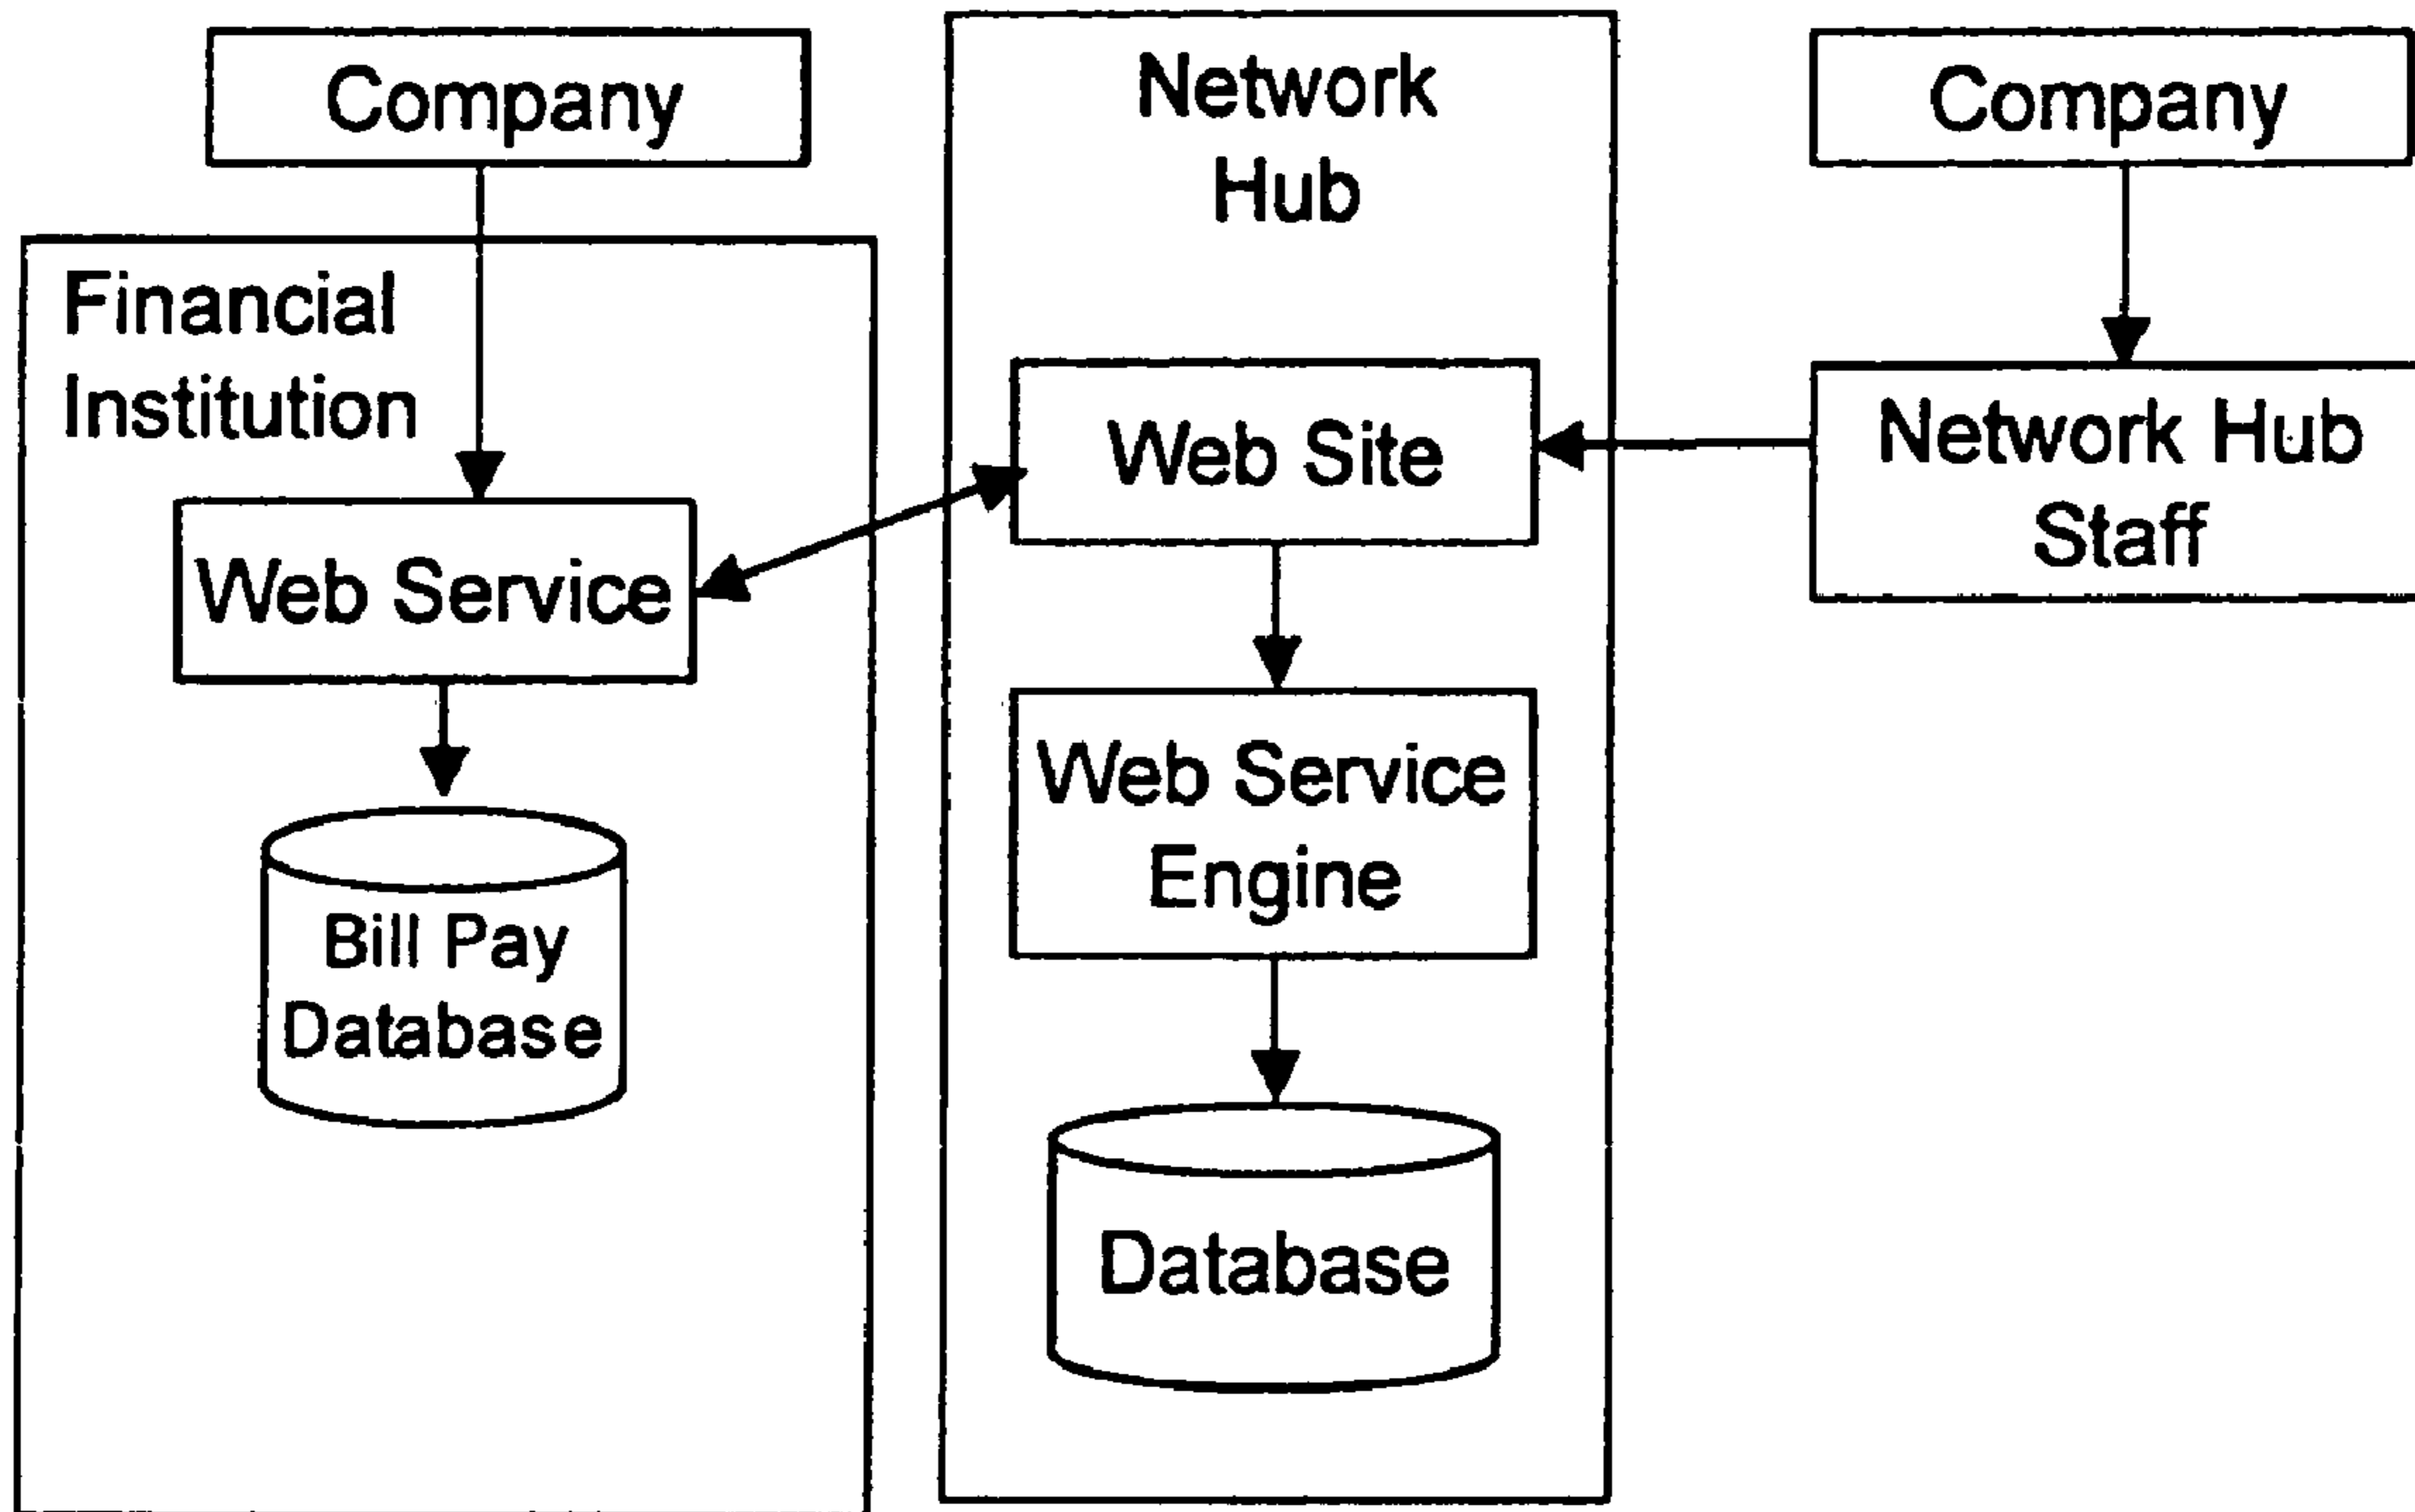 Company
Financial
Institution
Web Service
Bill Pay
Database
Network
Hub
Web Site
Web Service
Engine
Database
Company
Network Hub
Staff